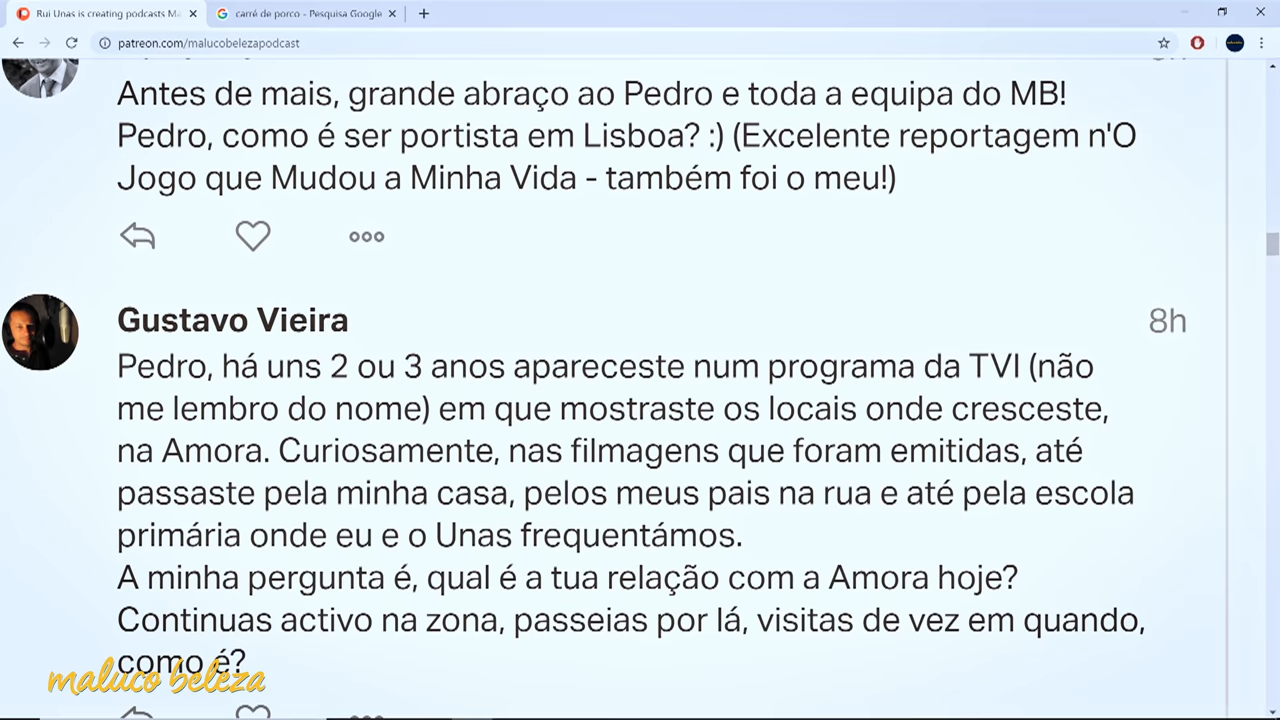 Rui Unas is creating podcasts Ma
carré de porco - Pesquisa Google
patreon.com/malucobelezapodcast
Antes de mais, grande abraço ao Pedro e toda a equipa do MB!
Pedro, como é ser portista em Lisboa? :) (Excelente reportagem n'O
Jogo que Mudou a Minha Vida - também foi o meu!)
Gustavo Vieira
8h
Pedro, há uns 2 ou 3 anos apareceste num programa da TVI (não
me lembro do nome) em que mostraste os locais onde cresceste,
na Amora. Curiosamente, nas filmagens que foram emitidas, até
passaste pela minha casa, pelos meus pais na rua e até pela escola
primária onde eu e o Unas frequentámos.
A minha pergunta é, qual é a tua relação com a Amora hoje?
Continuas activo na zona, passeias por lá, visitas de vez em quando,
como é?
maluco beleza